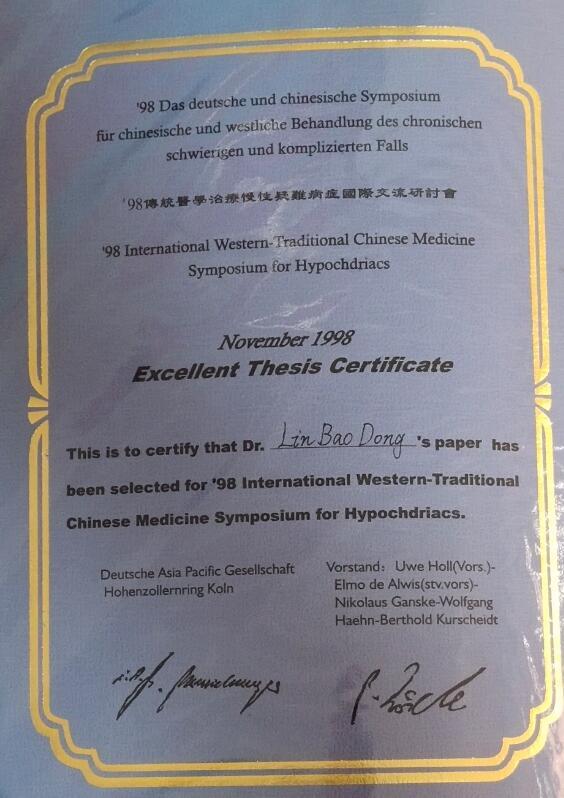 '98 Das deutsche und chinesische Symposium
für chinesische und westliche Behandlung des chronischen
schwierigen und komplizierten Falls
'98傳統醫學治療慢性疑難病症國際交流研討會
'98 International Western-Traditional Chinese Medicine
Symposium for Hypochdriacs
November 1998
Excellent Thesis Certificate
This is to certify that Dr. Lin Bao Dong 's paper has
been selected for '98 International Western-Traditional
Chinese Medicine Symposium for Hypochdriacs.
Deutsche Asia Pacific Gesellschaft
Hohenzollernring Koln
Vorstand: Uwe Holl(Vors.)-
Elmo de Alwis(stv.vors)-
Nikolaus Ganske-Wolfgang
Haehn-Berthold Kurscheidt